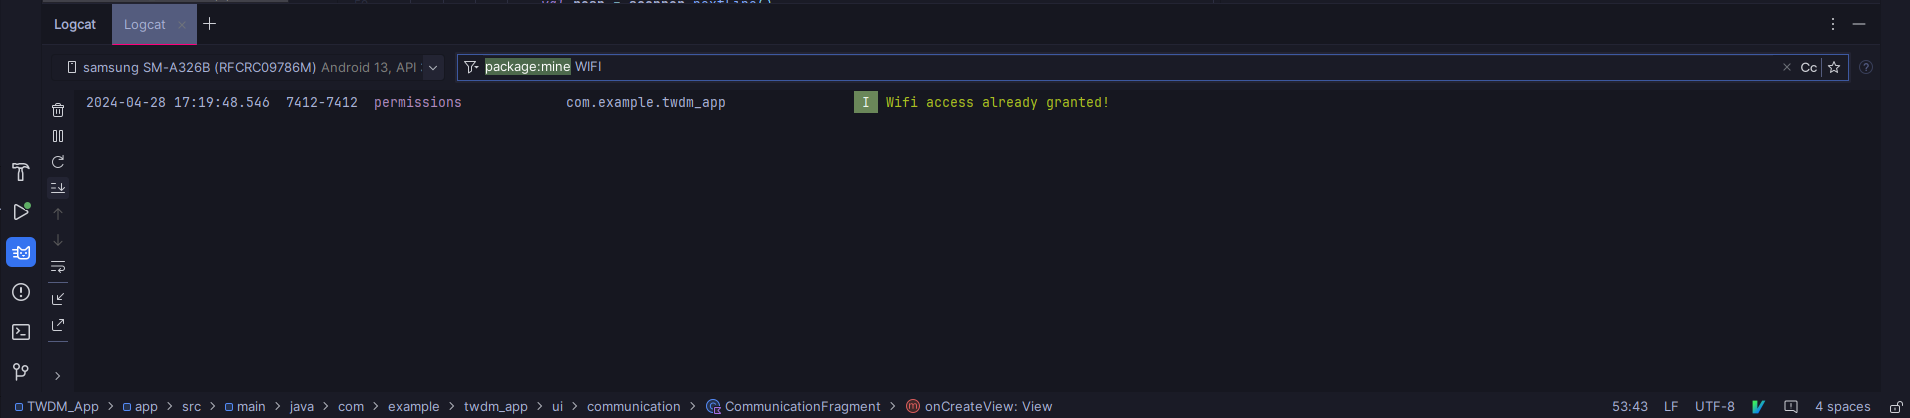 Logcat Logcat
samsung SM-A326B (RFCRC09786M) Android 13, API package:mine WIFI Cc
2024-04-28 17:19:48.546 7412-7412 permissions com.example.twdm_app I Wifi access already granted!
TWDM_App > app > src > main > java > com > example > twdm_app > ui > communication > CommunicationFragment > onCreateView: View 53:43 LF UTF-8 4 spaces